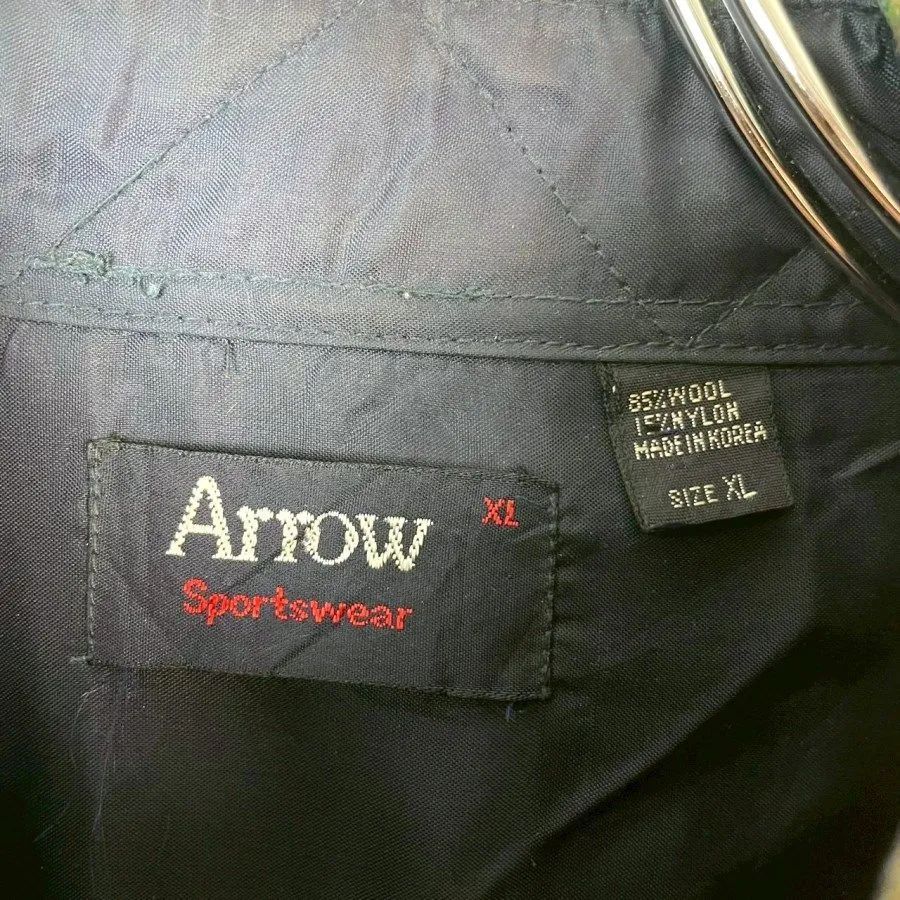 Arrow
XL
Sportswear
85%WOOL
15%NYLON
MADE IN KOREA
SIZE XL